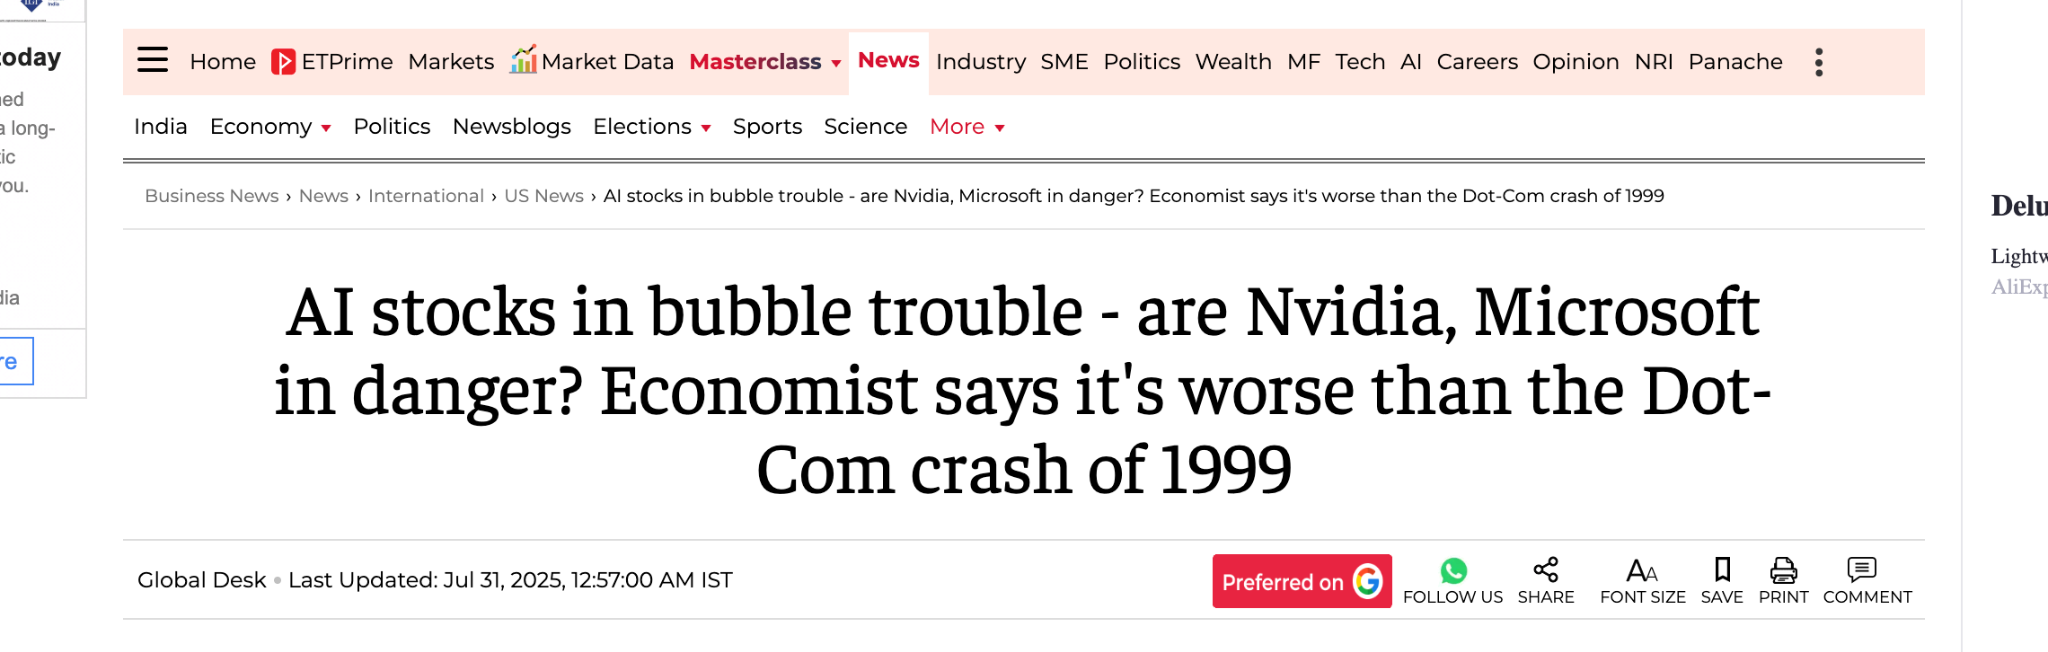 today
a long-
you.
Home ETPrime Markets Market Data Masterclass News Industry SME Politics Wealth MF Tech AI Careers Opinion NRI Panache
India Economy Politics Newsblogs Elections Sports Science More
Business News › News › International › US News › AI stocks in bubble trouble - are Nvidia, Microsoft in danger? Economist says it's worse than the Dot-Com crash of 1999
AI stocks in bubble trouble - are Nvidia, Microsoft
in danger? Economist says it's worse than the Dot-
Com crash of 1999
Global Desk • Last Updated: Jul 31, 2025, 12:57:00 AM IST
Preferred on G
FOLLOW US SHARE FONT SIZE SAVE PRINT COMMENT